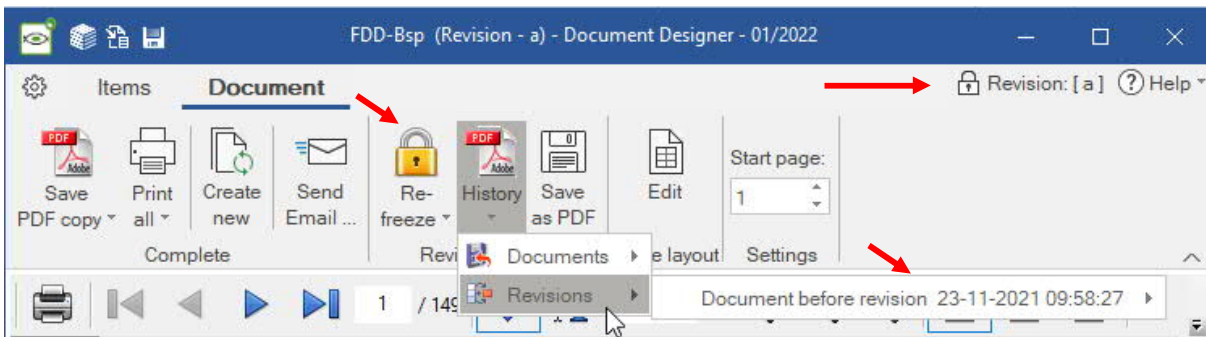 FDD-Bsp (Revision - a) - Document Designer - 01/2022
Items Document Revision: [ a ] ? Help
PDF Adobe PDF Adobe
Save Print Create Send Re- History Save Edit Start page:
PDF copy all new Email ... freeze as PDF 1
Complete Revi e layout Settings
Documents
Revisions
Document before revision 23-11-2021 09:58:27
1 / 149